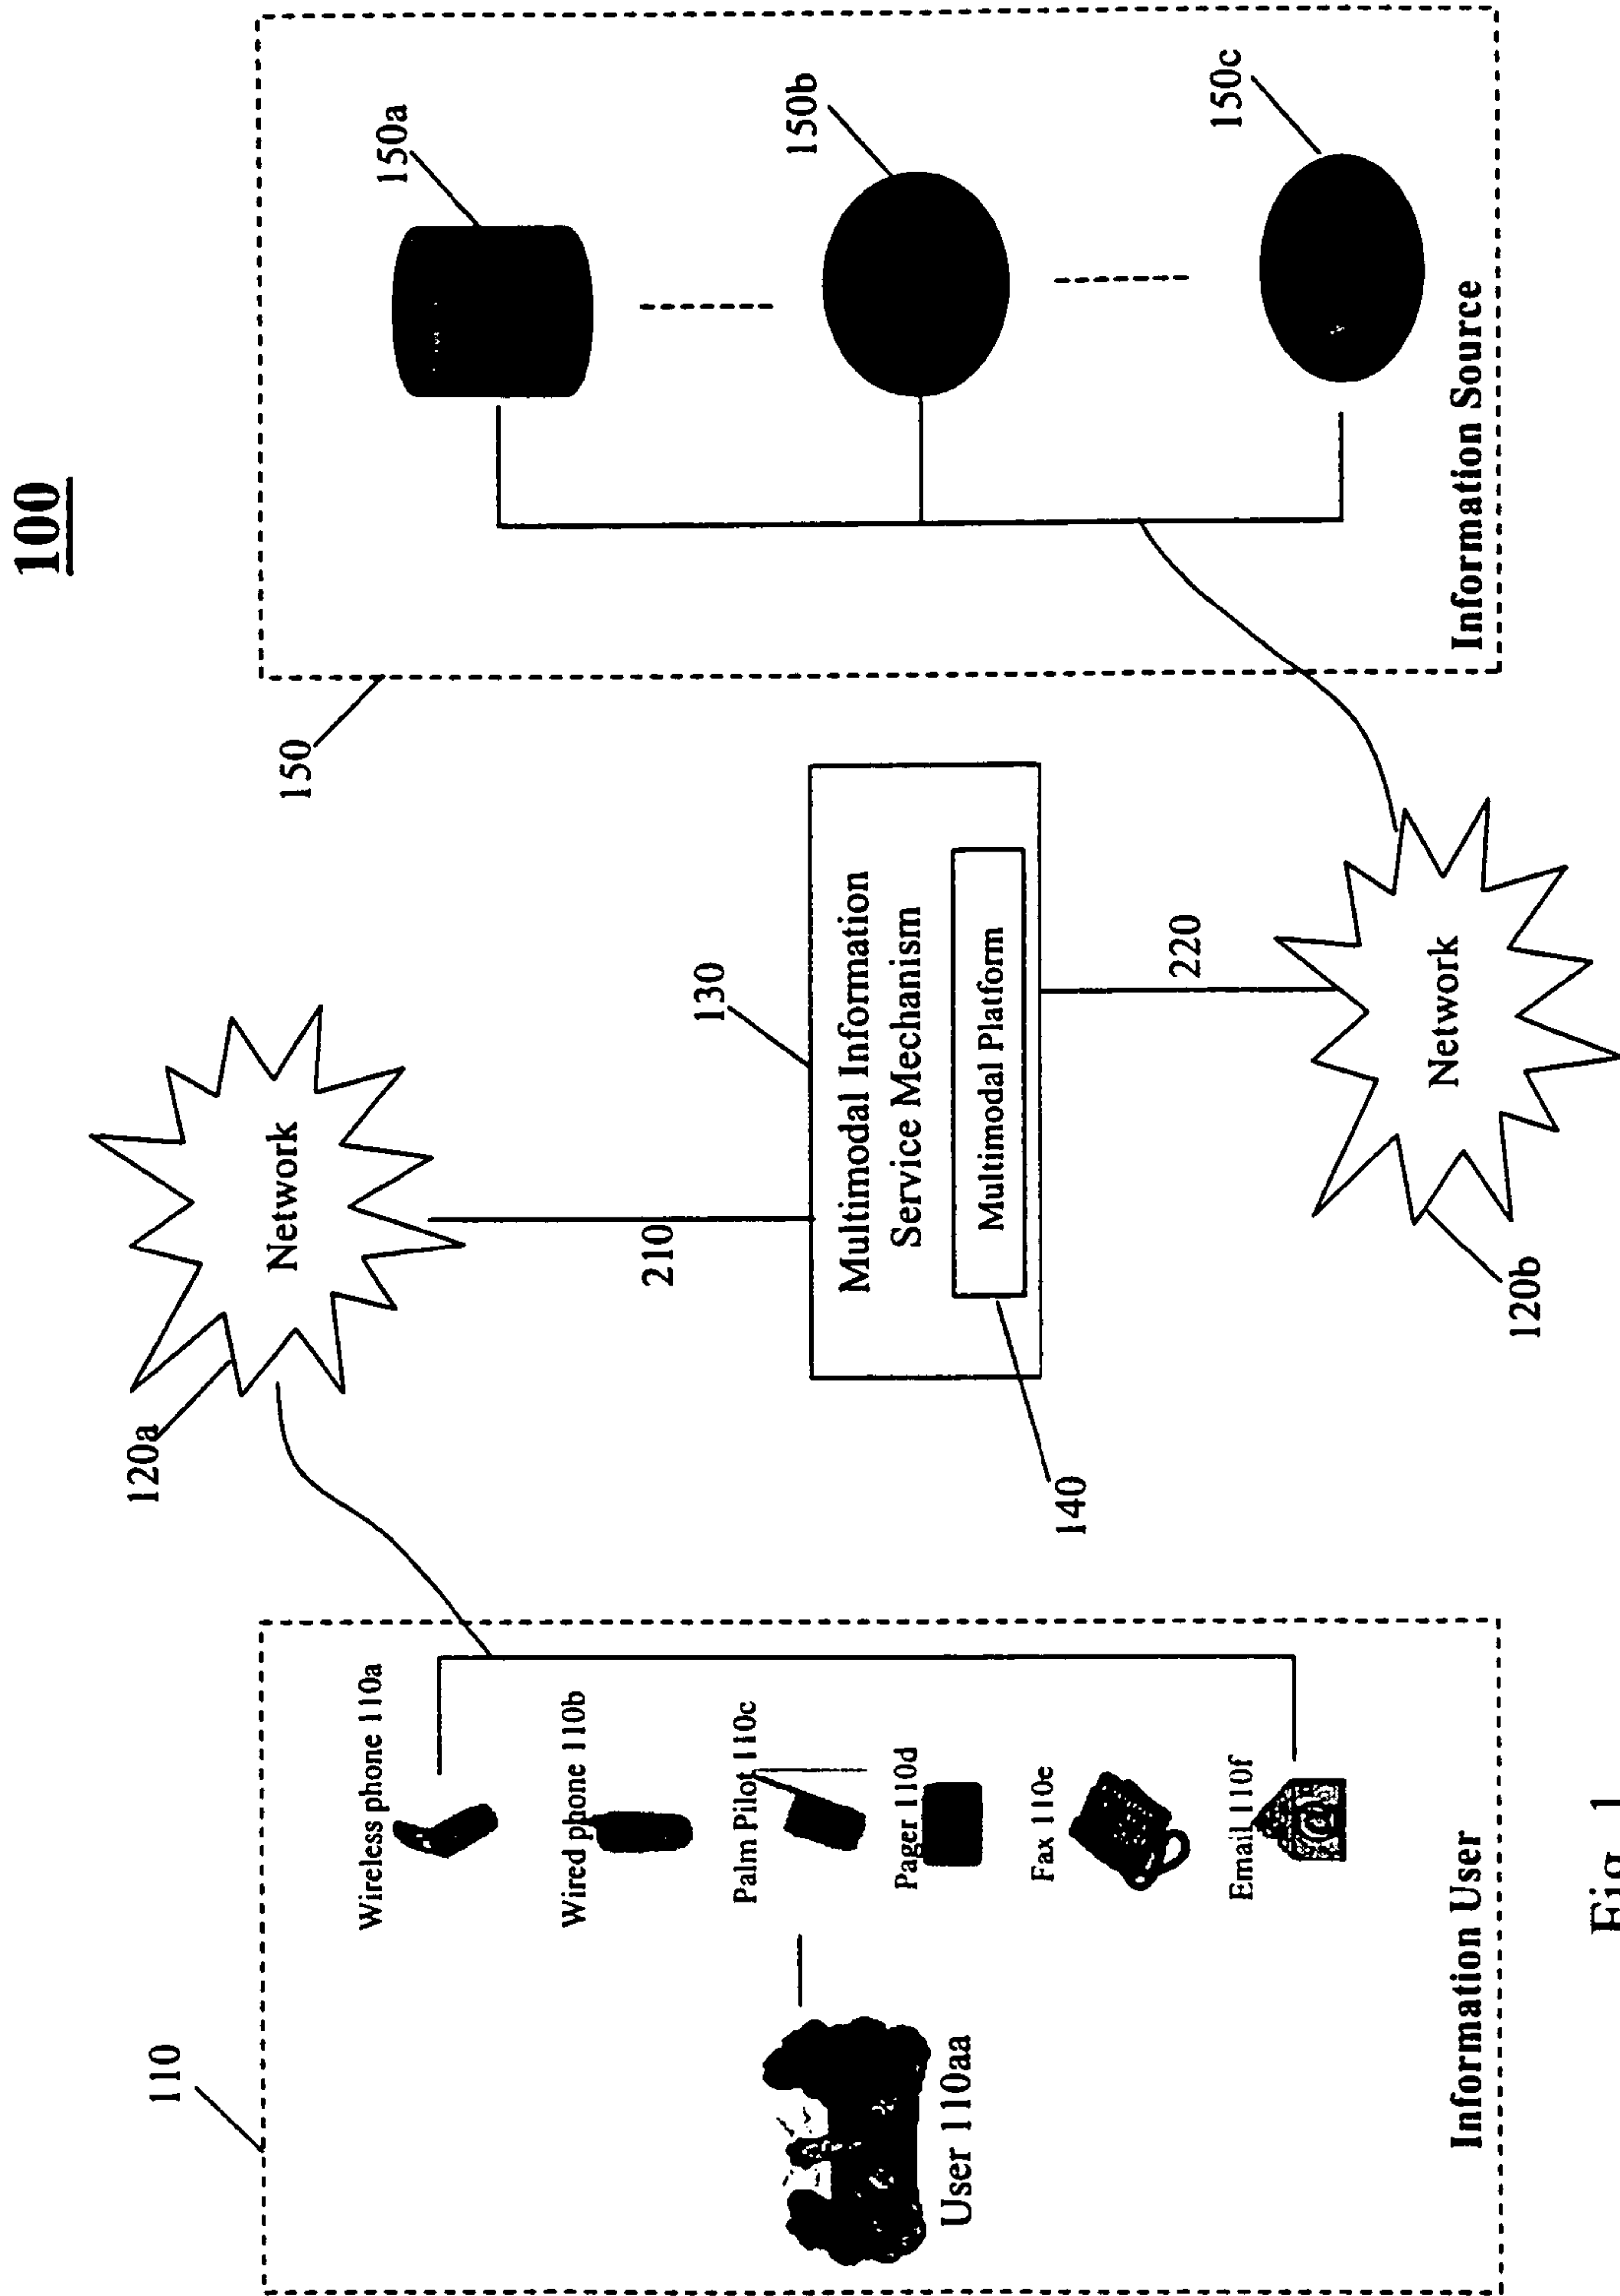 100
110
120a
150
Wireless phone 110a
Wired phone 110b
Palm Pilot 110c
Pager 110d
Fax 110e
Email 110f
User 110aa
Information User
Network
210
130
Multimodal Information
Service Mechanism
Multimodal Platform
140
220
Network
120b
150a
150b
150c
Information Source
Fig. 1